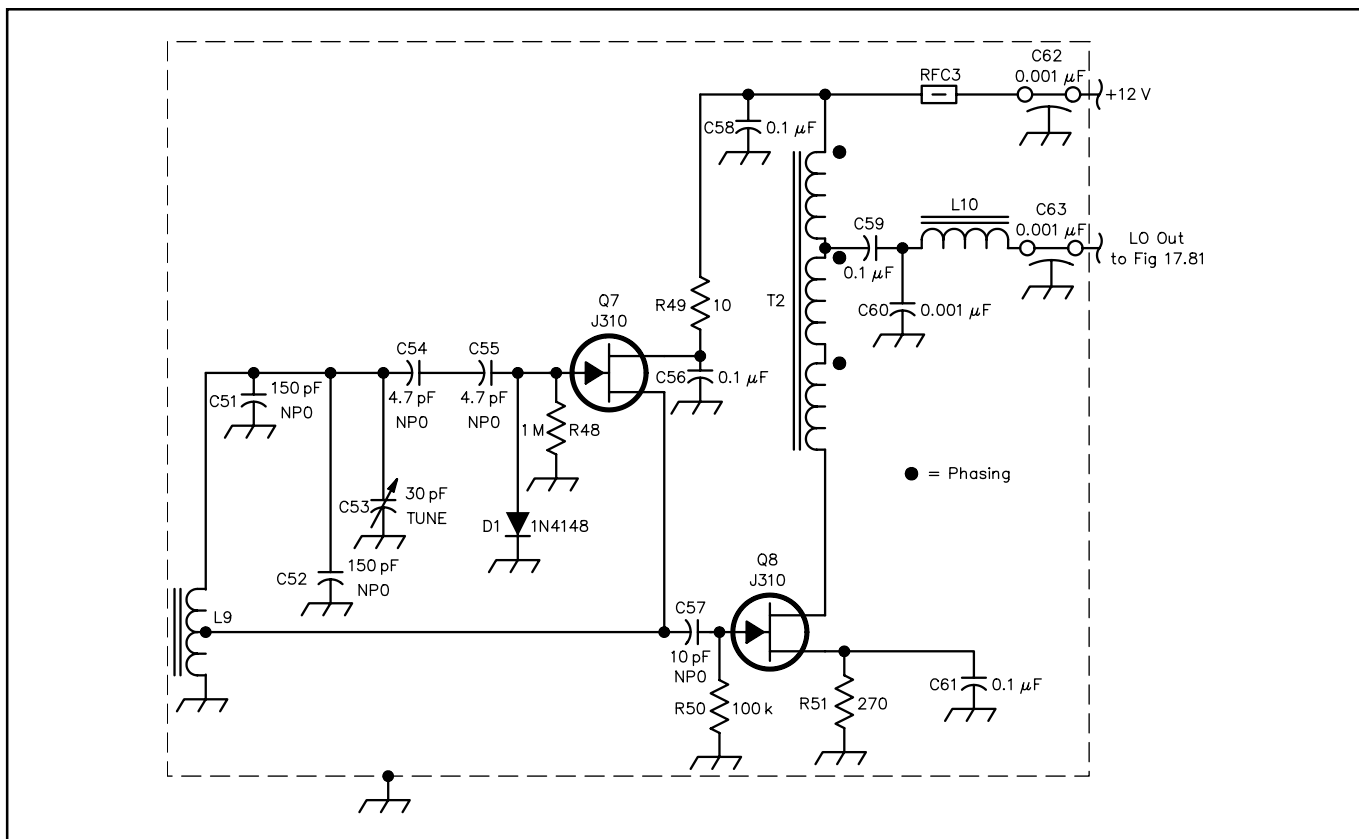 C62
0.001 µF
RFC3
+12 V
C58
0.1 µF
L10
C63
0.001 µF
C59
0.1 µF
LO Out
to Fig 17.81
R49
10
T2
C60
0.001 µF
Q7
J310
C54
4.7 pF
NP0
C55
4.7 pF
NP0
C56
0.1 µF
C51
150 pF
NP0
1 M
R48
C53
30 pF
TUNE
= Phasing
D1
1N4148
C52
150 pF
NP0
Q8
J310
L9
C57
10 pF
NP0
R50
100 k
R51
270
C61
0.1 µF